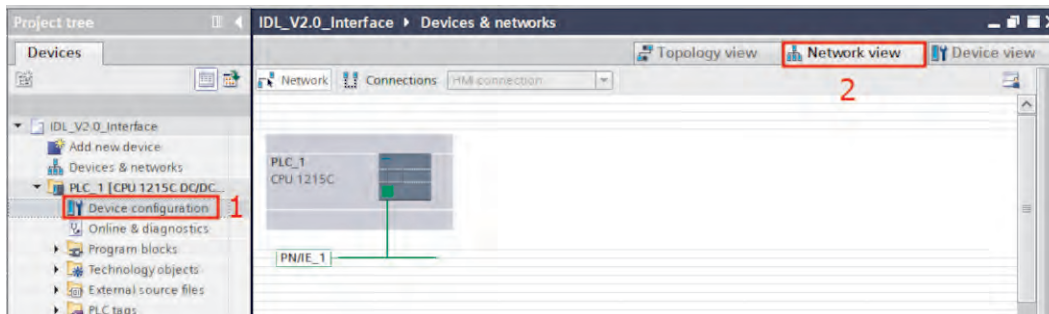 Project tree
IDL_V2.0_Interface ▸ Devices & networks
Devices
Topology view
Network view
Device view
2
Network
Connections
HMI connection
IDL_V2.0_Interface
Add new device
Devices & networks
PLC_1 [CPU 1215C DC/DC...
Device configuration
1
Online & diagnostics
Program blocks
Technology objects
External source files
PLC tags
PLC_1
CPU 1215C
PN/IE_1